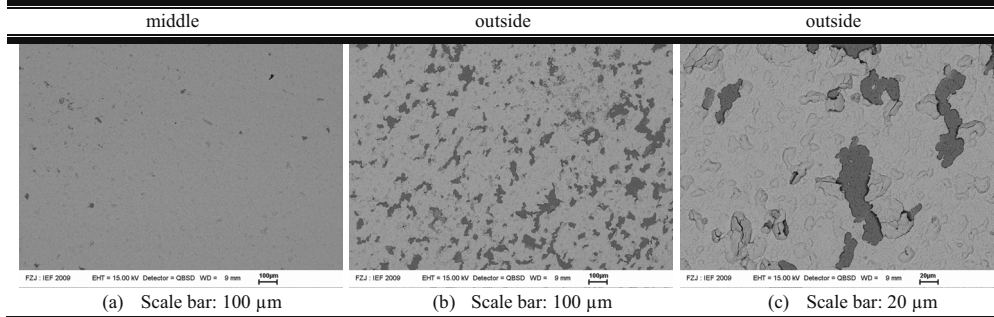 middle outside outside
FZJ : IEF 2009 EHT = 15.00 kV Detector = QBSD WD = 9 mm 100µm
FZJ : IEF 2009 EHT = 15.00 kV Detector = QBSD WD = 9 mm 100µm
FZJ : IEF 2009 EHT = 15.00 kV Detector = QBSD WD = 9 mm 20µm
(a) Scale bar: 100 µm (b) Scale bar: 100 µm (c) Scale bar: 20 µm